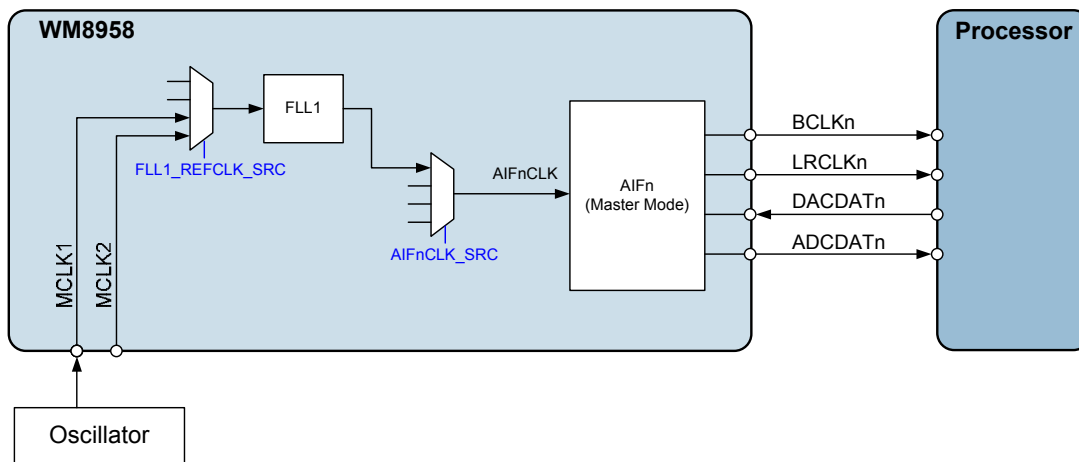 WM8958
Processor
FLL1
FLL1_REFCLK_SRC
AIFnCLK
AIFnCLK_SRC
AIFn
(Master Mode)
BCLKn
LRCLKn
DACDATn
ADCDATn
MCLK1
MCLK2
Oscillator